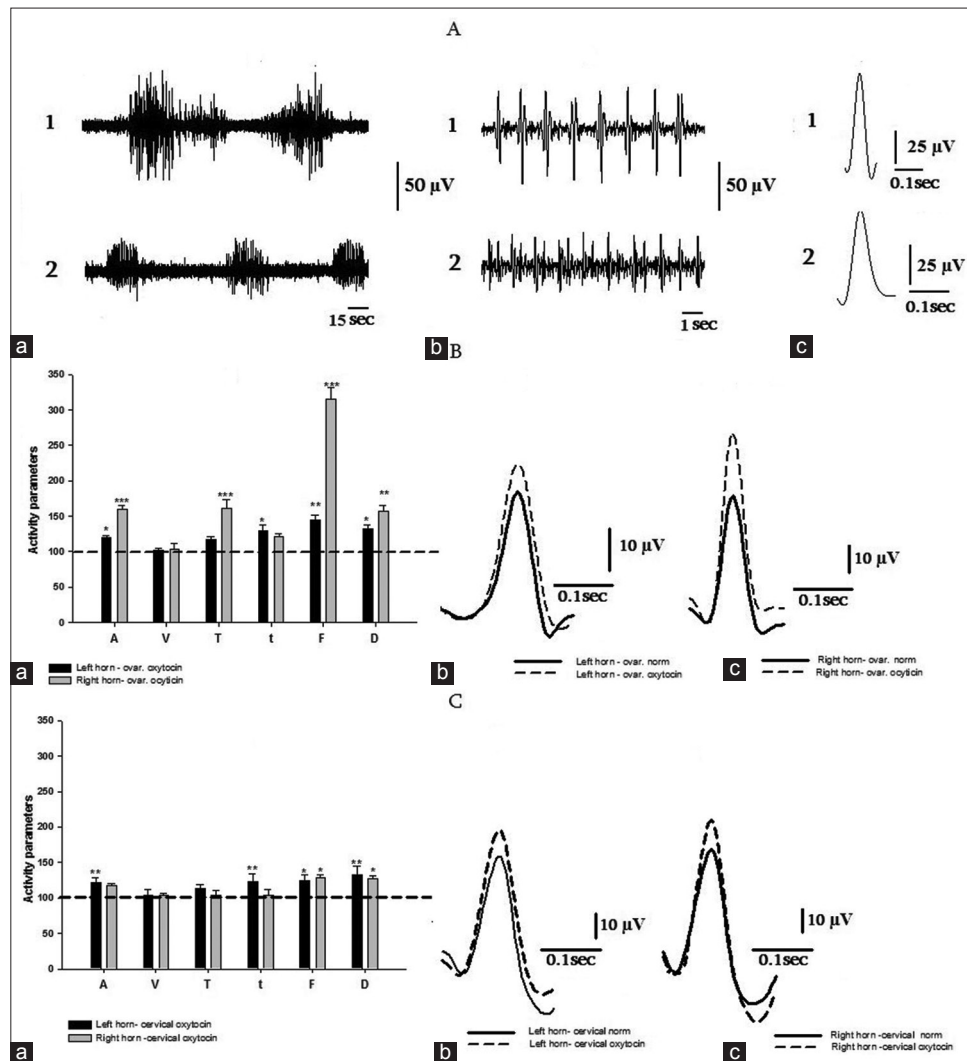 A
1
1
1
50 µV
50 µV
25 µV
0.1sec
2
2
2
25 µV
0.1sec
15 sec
1 sec
a
b
c
B
Activity parameters
350
300
250
200
150
100
50
0
* *** *** * ** *** * **
A V T t F D
Left horn - ovar. oxytocin
Right horn- ovar. ocyticin
a
10 µV
0.1sec
Left horn- ovar. norm
Left horn- ovar. oxytocin
b
10 µV
0.1sec
Right horn- ovar. norm
Right horn- ovar. ocyticin
c
C
Activity parameters
350
300
250
200
150
100
50
0
** ** * * ** *
A V T t F D
Left horn- cervical oxytocin
Right horn -cervical oxytocin
a
10 µV
0.1sec
Left horn- cervical norm
Left horn- cervical oxytocin
b
10 µV
0.1sec
Right horn -cervical norm
Right horn -cervical oxytocin
c